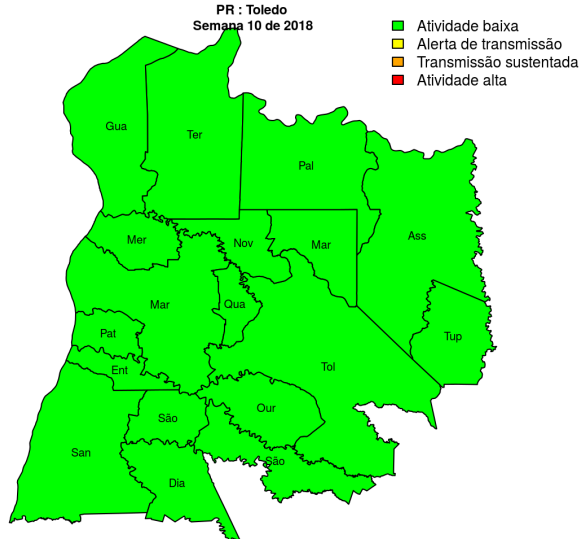 PR : Toledo
Semana 10 de 2018
Atividade baixa
Alerta de transmissão
Transmissão sustentada
Atividade alta
Gua
Ter
Pal
Mer
Nov
Mar
Ass
Mar
Qua
Pat
Tup
Ent
Tol
São
Our
San
São
Dia